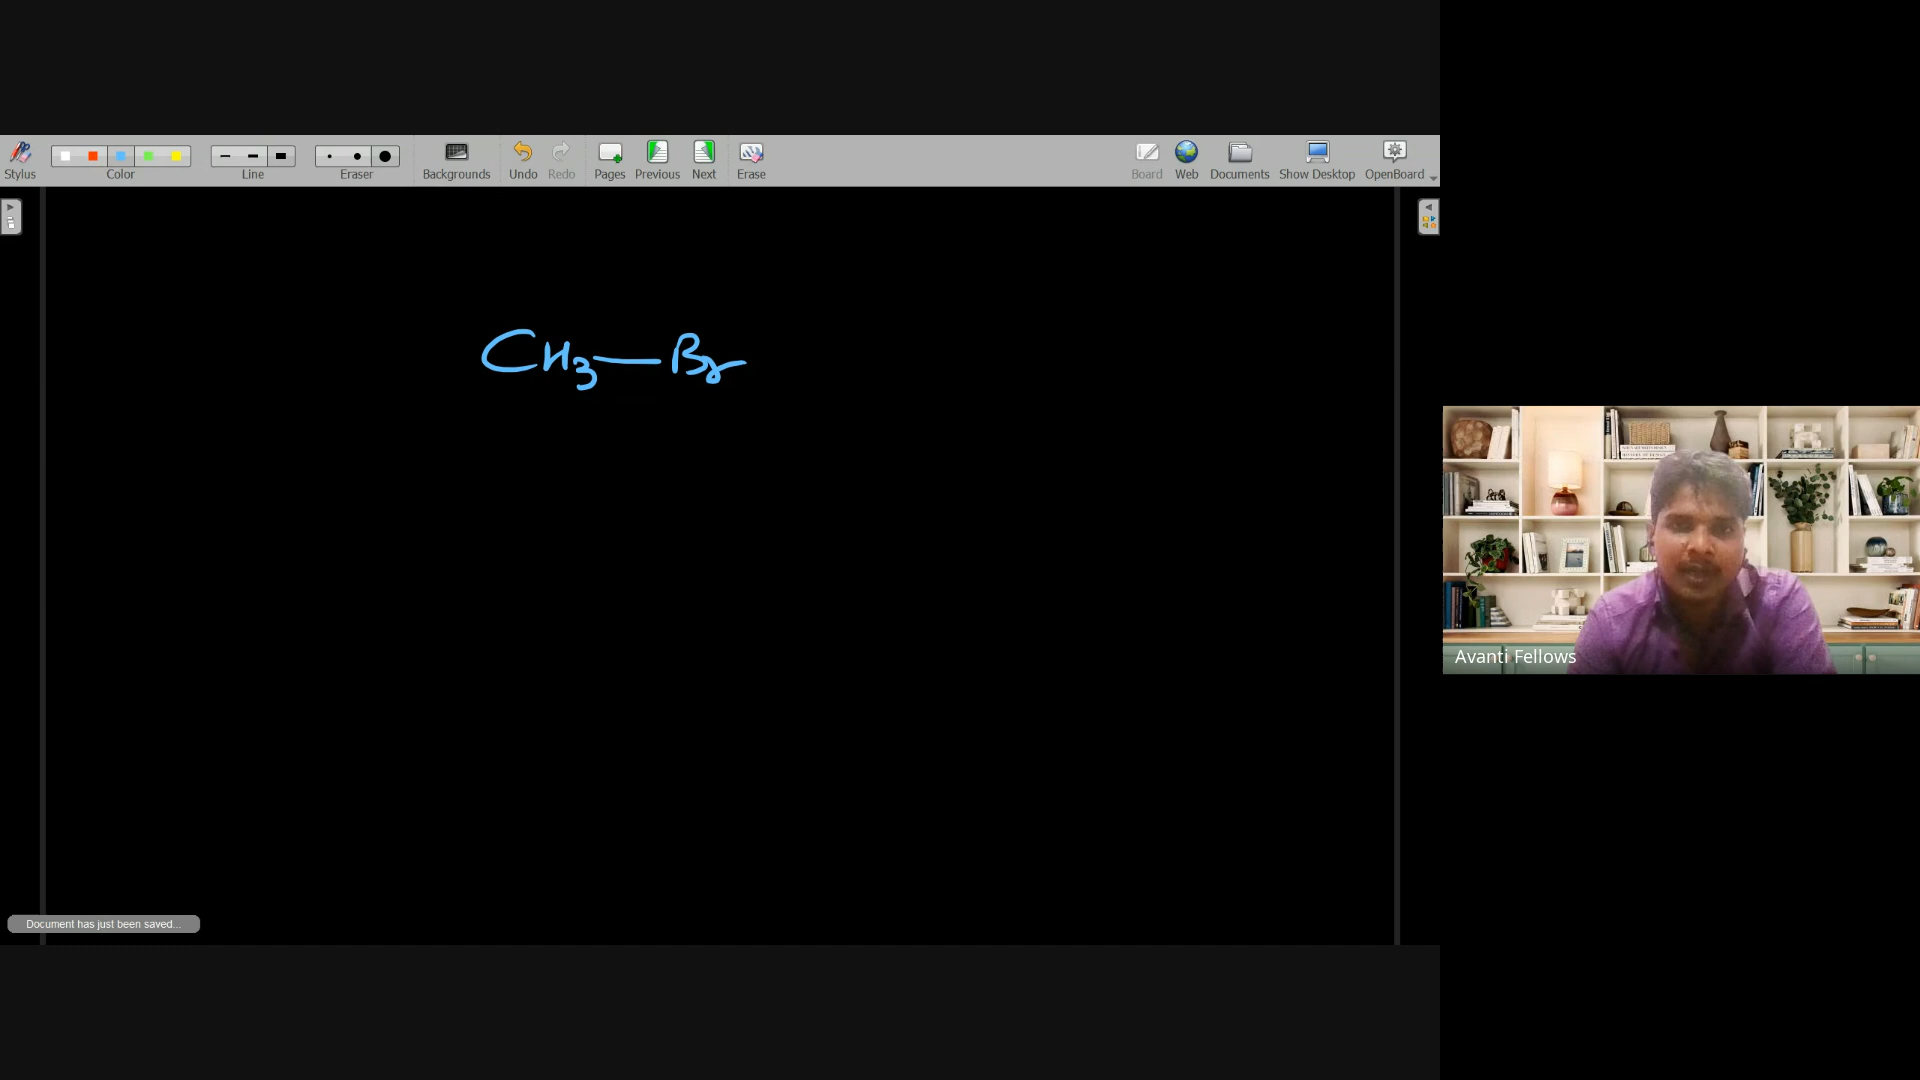 Stylus Color Line Eraser Backgrounds Undo Redo Pages Previous Next Erase Board Web Documents Show Desktop OpenBoard
CH3—Br
Avanti Fellows
Document has just been saved...